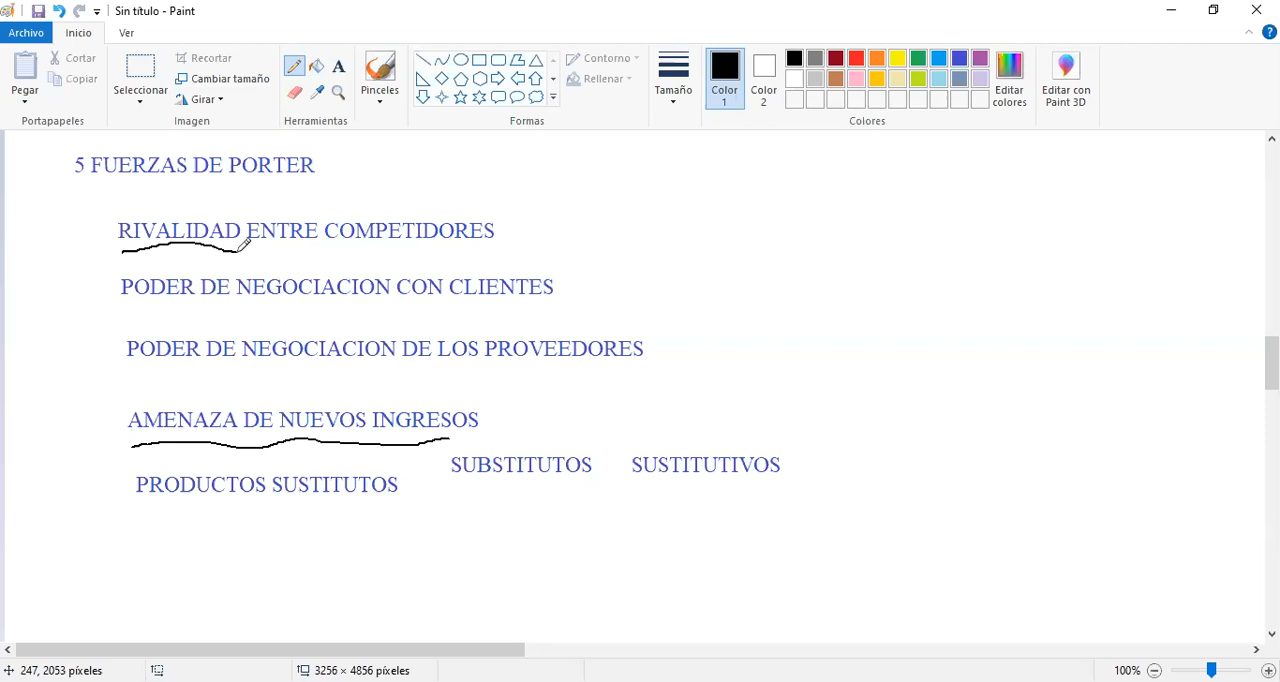 Sin título - Paint
Archivo Inicio Ver
Pegar
Cortar
Copiar
Portapapeles
Seleccionar
Recortar
Cambiar tamaño
Girar
Imagen
A
Herramientas
Pinceles
Contorno
Rellenar
Formas
Tamaño
Color 1
Color 2
Editar colores
Colores
Editar con Paint 3D
5 FUERZAS DE PORTER
RIVALIDAD ENTRE COMPETIDORES
PODER DE NEGOCIACION CON CLIENTES
PODER DE NEGOCIACION DE LOS PROVEEDORES
AMENAZA DE NUEVOS INGRESOS
SUBSTITUTOS SUSTITUTIVOS
PRODUCTOS SUSTITUTOS
247, 2053 píxeles
3256 × 4856 píxeles
100%